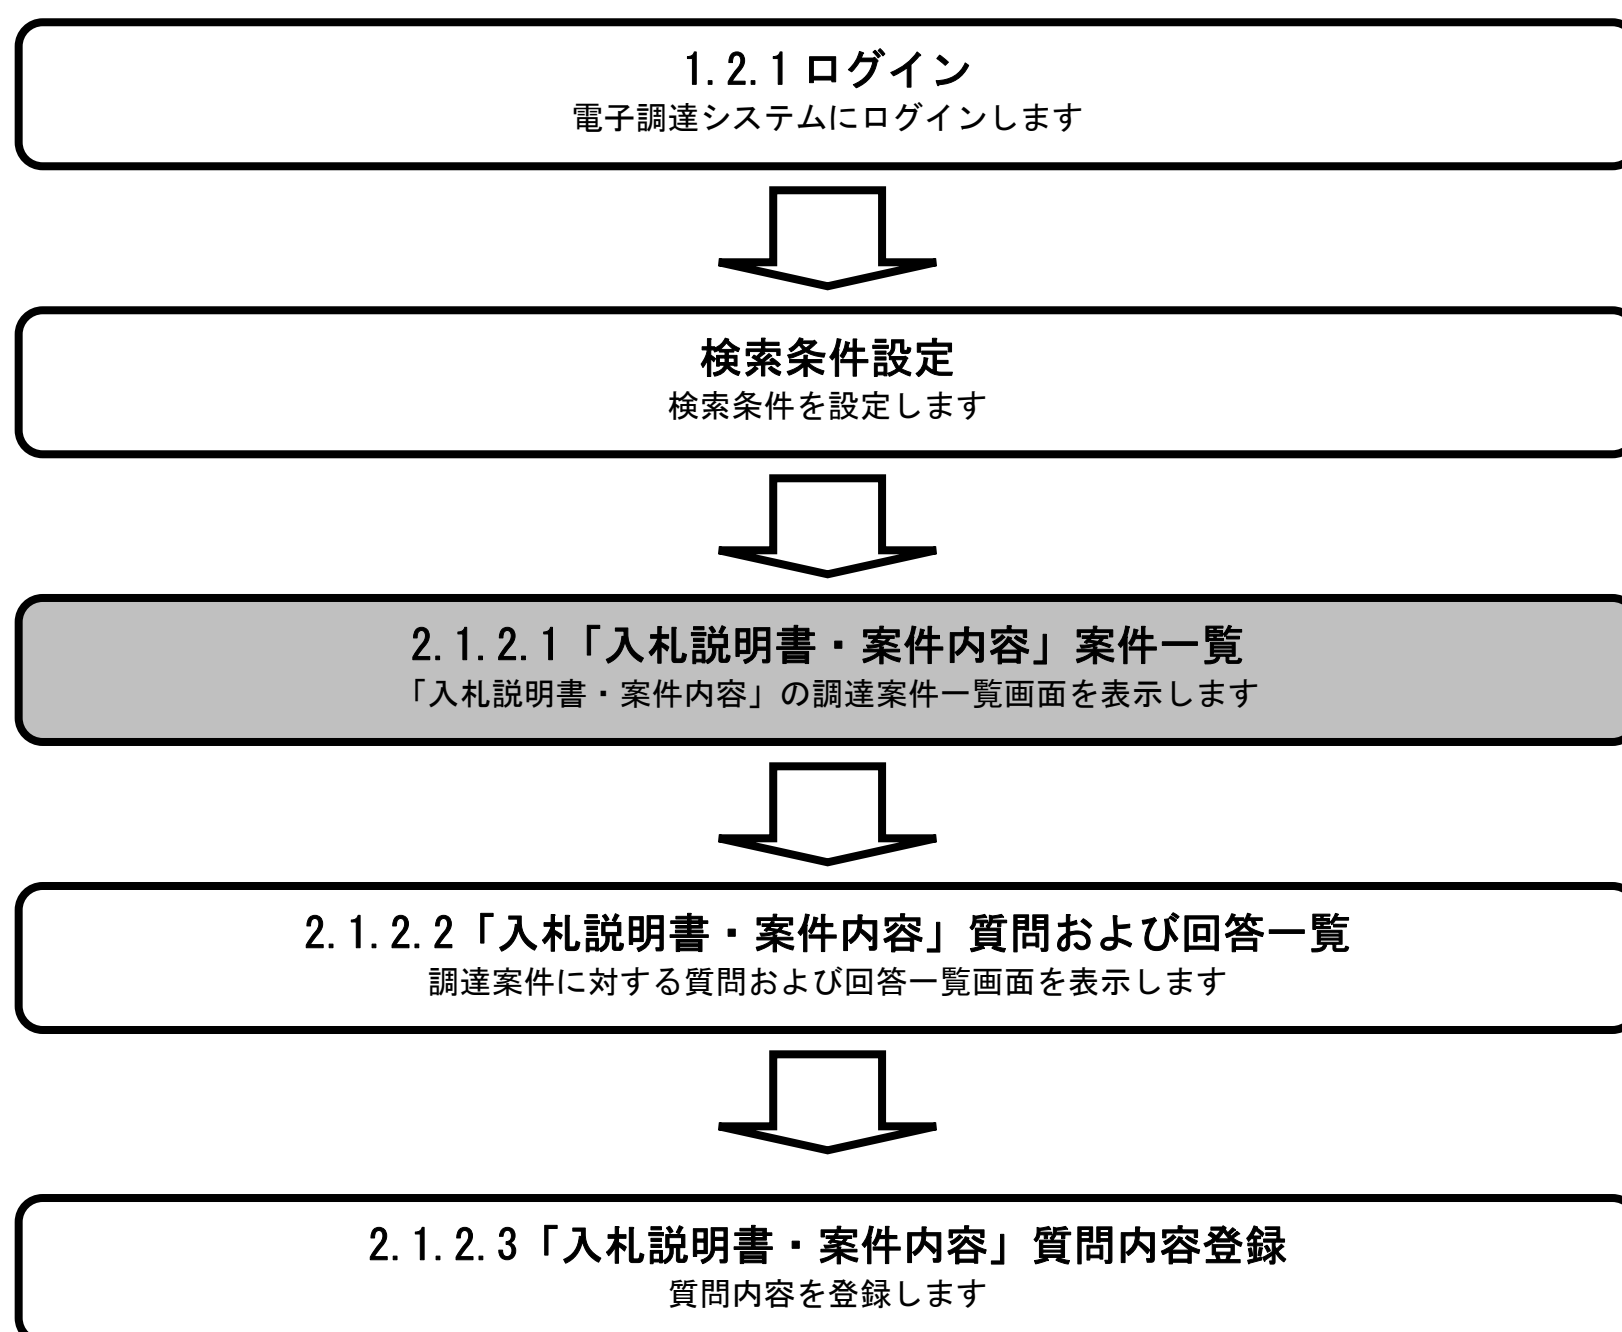 1.2.1 ログイン
電子調達システムにログインします
検索条件設定
検索条件を設定します
2.1.2.1「入札説明書・案件内容」案件一覧
「入札説明書・案件内容」の調達案件一覧画面を表示します
2.1.2.2「入札説明書・案件内容」質問および回答一覧
調達案件に対する質問および回答一覧画面を表示します
2.1.2.3「入札説明書・案件内容」質問内容登録
質問内容を登録します